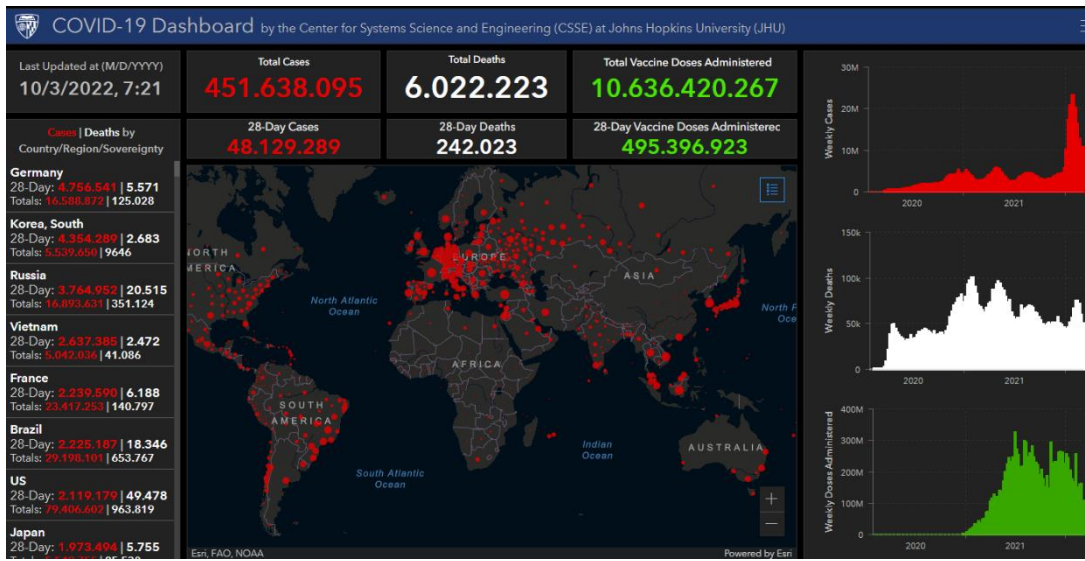 COVID-19 Dashboard by the Center for Systems Science and Engineering (CSSE) at Johns Hopkins University (JHU)
Last Updated at (M/D/YYYY)
10/3/2022, 7:21
Cases | Deaths by
Country/Region/Sovereignty
Germany
28-Day: 4.756.541 | 5.571
Totals: 16.588.872 | 125.028
Korea, South
28-Day: 4.354.289 | 2.683
Totals: 5.539.650 | 9646
Russia
28-Day: 3.764.952 | 20.515
Totals: 16.893.631 | 351.124
Vietnam
28-Day: 2.637.385 | 2.472
Totals: 5.042.036 | 41.086
France
28-Day: 2.239.590 | 6.188
Totals: 23.417.253 | 140.797
Brazil
28-Day: 2.225.187 | 18.346
Totals: 29.198.101 | 653.767
US
28-Day: 2.119.179 | 49.478
Totals: 79.406.602 | 963.819
Japan
28-Day: 1.973.494 | 5.755
Total Cases
451.638.095
Total Deaths
6.022.223
Total Vaccine Doses Administered
10.636.420.267
28-Day Cases
48.129.289
28-Day Deaths
242.023
28-Day Vaccine Doses Administerec
495.396.923
NORTH
AMERICA
North Atlantic
Ocean
EUROPE
ASIA
North P
Oce
AFRICA
SOUTH
AMERICA
Indian
Ocean
AUSTRALIA
South Atlantic
Ocean
+
−
Esri, FAO, NOAA
Powered by Esri
Weekly Cases
30M
20M
10M
0
2020
2021
Weekly Deaths
150k
100k
50k
0
2020
2021
Weekly Doses Administered
400M
300M
200M
100M
0
2020
2021